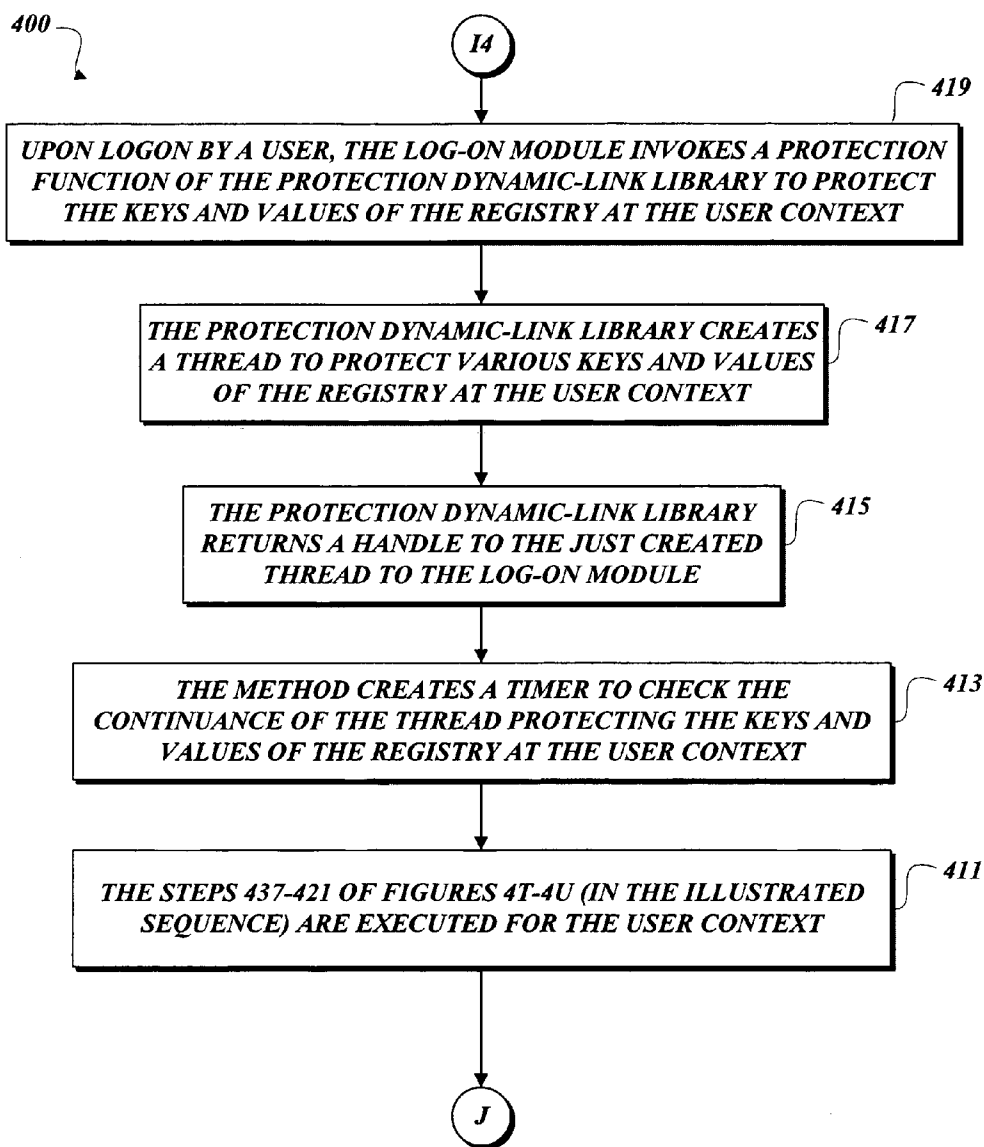 400
I4
419
UPON LOGON BY A USER, THE LOG-ON MODULE INVOKES A PROTECTION
FUNCTION OF THE PROTECTION DYNAMIC-LINK LIBRARY TO PROTECT
THE KEYS AND VALUES OF THE REGISTRY AT THE USER CONTEXT
417
THE PROTECTION DYNAMIC-LINK LIBRARY CREATES
A THREAD TO PROTECT VARIOUS KEYS AND VALUES
OF THE REGISTRY AT THE USER CONTEXT
415
THE PROTECTION DYNAMIC-LINK LIBRARY
RETURNS A HANDLE TO THE JUST CREATED
THREAD TO THE LOG-ON MODULE
413
THE METHOD CREATES A TIMER TO CHECK THE
CONTINUANCE OF THE THREAD PROTECTING THE KEYS AND
VALUES OF THE REGISTRY AT THE USER CONTEXT
411
THE STEPS 437-421 OF FIGURES 4T-4U (IN THE ILLUSTRATED
SEQUENCE) ARE EXECUTED FOR THE USER CONTEXT
J